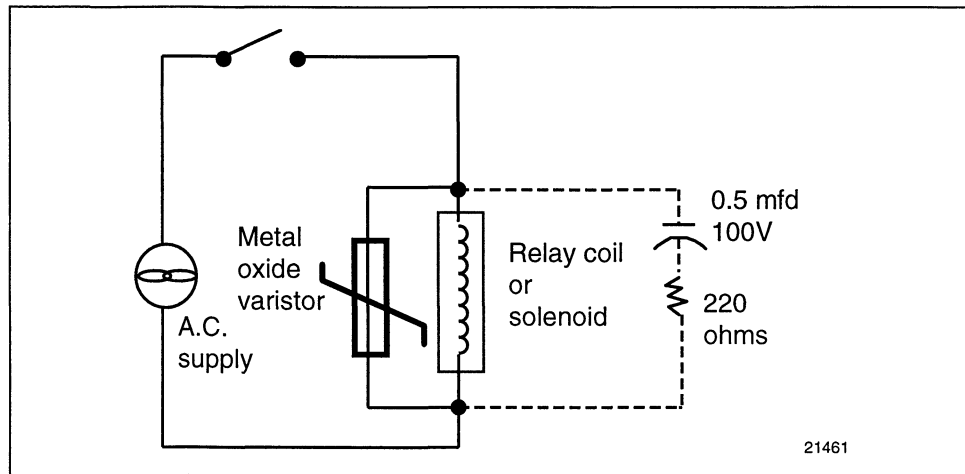 Metal
oxide
varistor
A.C.
supply
Relay coil
or
solenoid
0.5 mfd
100V
220
ohms
21461